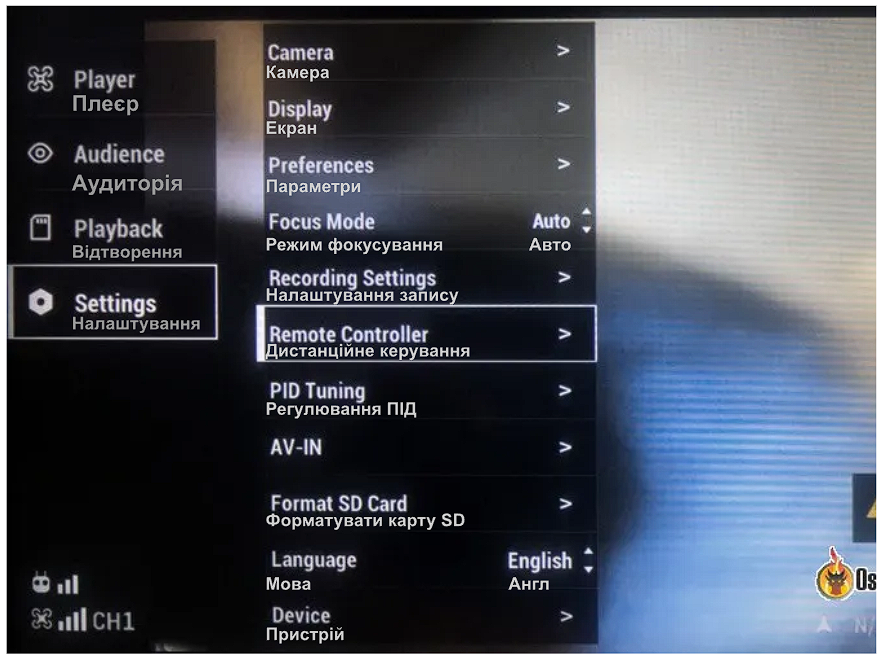 Player
Плеєр
Audience
Аудиторія
Playback
Відтворення
Settings
Налаштування
CH1
Camera >
Камера
Display >
Екран
Preferences >
Параметри
Focus Mode Auto
Режим фокусування Авто
Recording Settings >
Налаштування запису
Remote Controller >
Дистанційне керування
PID Tuning >
Регулювання ПІД
AV-IN >
Format SD Card >
Форматувати карту SD
Language English
Мова Англ
Device >
Пристрій
Os
N/